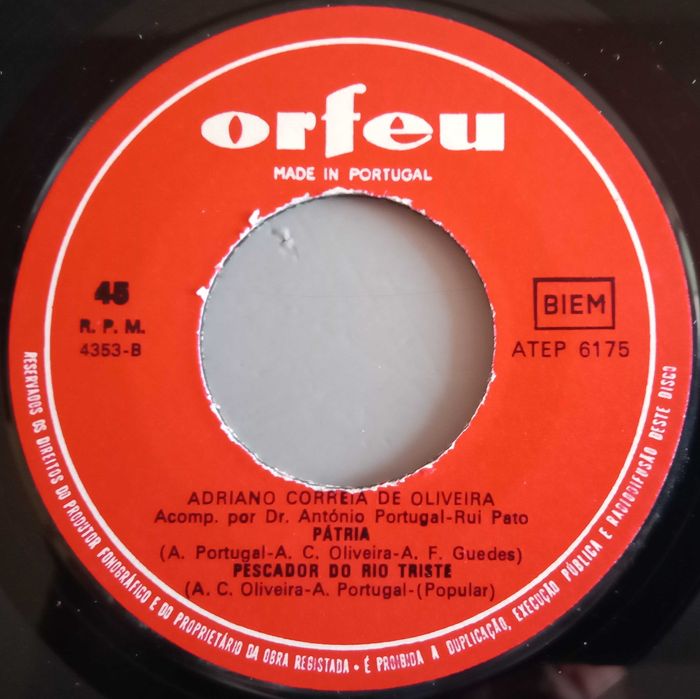 orfeu
MADE IN PORTUGAL
45
R. P. M.
4353-B
BIEM
ATEP 6175
ADRIANO CORREIA DE OLIVEIRA
Acomp. por Dr. António Portugal-Rui Pato
PÁTRIA
(A. Portugal-A. C. Oliveira-A. F. Guedes)
PESCADOR DO RIO TRISTE
(A. C. Oliveira-A. Portugal-(Popular)
RESERVADOS OS DIREITOS DO PRODUTOR FONOGRÁFICO E DO PROPRIETÁRIO DA OBRA REGISTADA • É PROIBIDA A DUPLICAÇÃO, EXECUÇÃO PÚBLICA E RADIODIFUSÃO DESTE DISCO